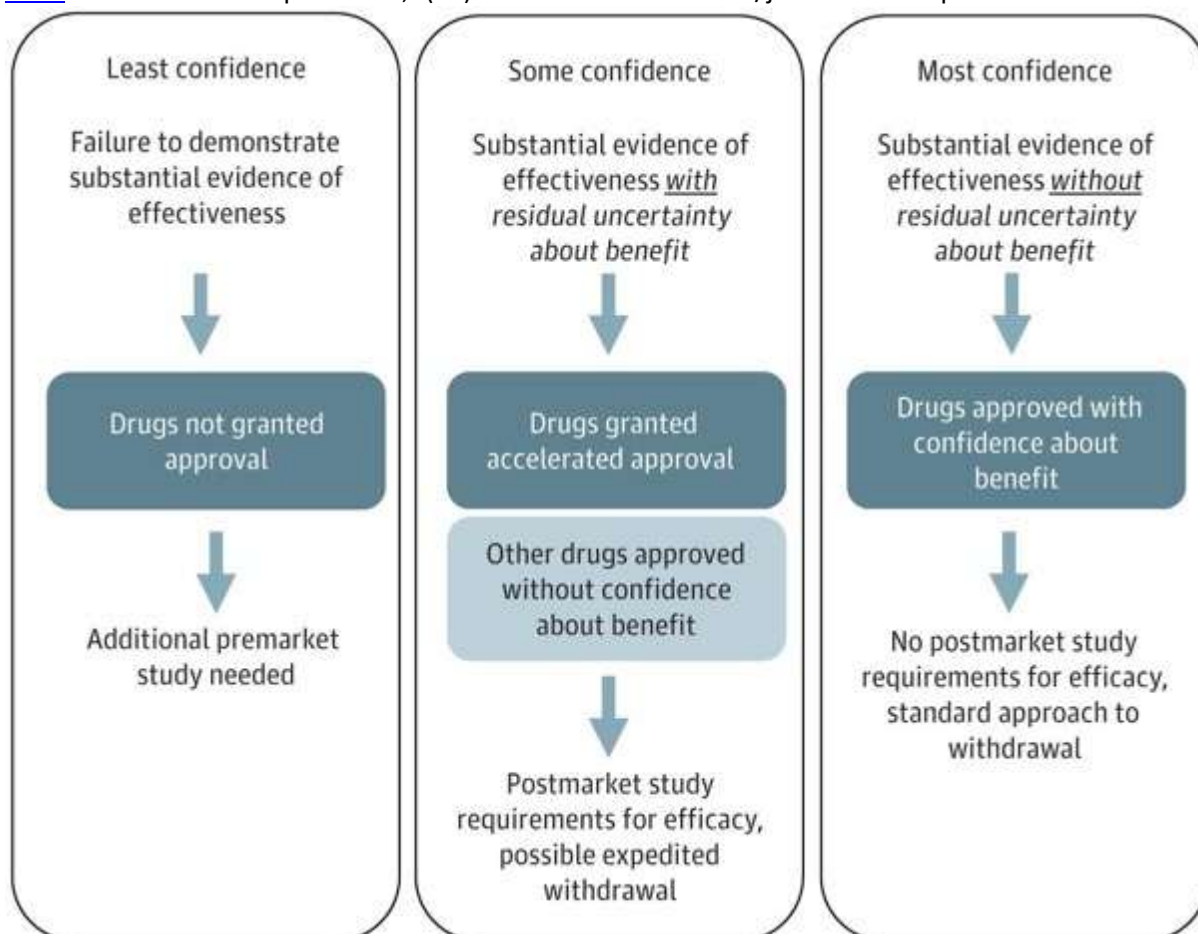 Least confidence
Failure to demonstrate
substantial evidence of
effectiveness
Drugs not granted
approval
Additional premarket
study needed
Some confidence
Substantial evidence of
effectiveness with
residual uncertainty
about benefit
Drugs granted
accelerated approval
Other drugs approved
without confidence
about benefit
Postmarket study
requirements for efficacy,
possible expedited
withdrawal
Most confidence
Substantial evidence of
effectiveness without
residual uncertainty
about benefit
Drugs approved with
confidence about
benefit
No postmarket study
requirements for efficacy,
standard approach to
withdrawal